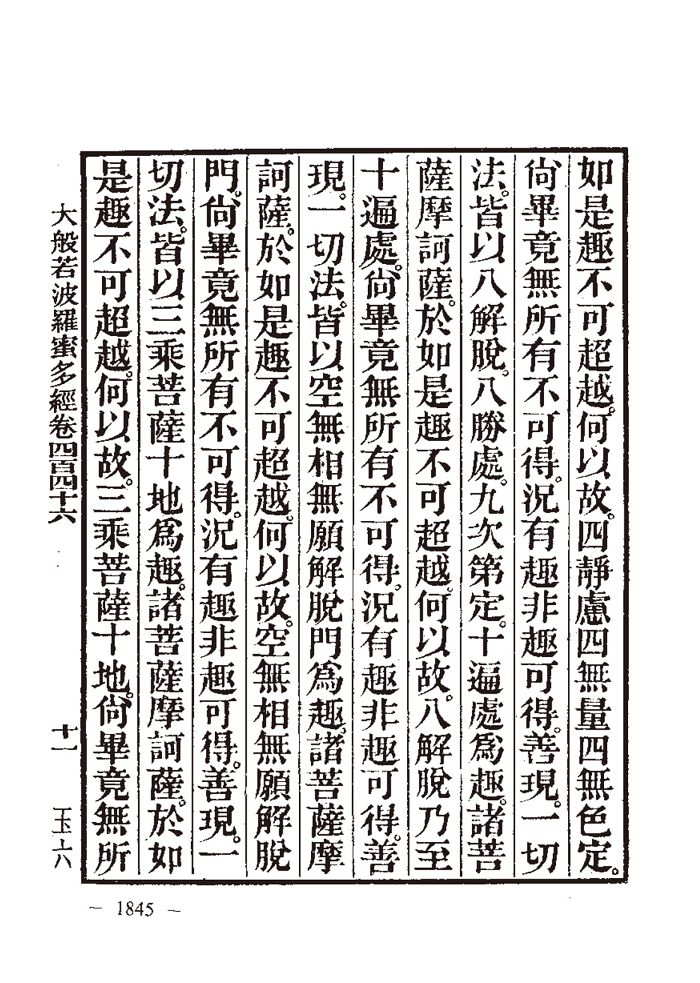 如是趣不可超越。何以故。四靜慮四無量四無色定。
尙畢竟無所有不可得。況有趣非趣可得。善現。一切
法。皆以八解脫。八勝處。九次第定。十遍處爲趣。諸菩
薩摩訶薩。於如是趣不可超越。何以故。八解脫乃至
十遍處。尙畢竟無所有不可得。況有趣非趣可得。善
現。一切法。皆以空無相無願解脫門爲趣。諸菩薩摩
訶薩。於如是趣不可超越。何以故。空無相無願解脫
門。尙畢竟無所有不可得。況有趣非趣可得。善現。一
切法。皆以三乘菩薩十地爲趣。諸菩薩摩訶薩。於如
是趣不可超越。何以故。三乘菩薩十地。尙畢竟無所
大般若波羅蜜多經卷四百四十六 十一 玉六
— 1845 —